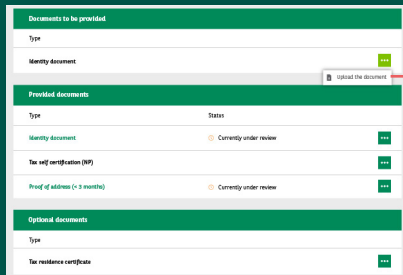 Documents to be provided
Type
Identity document
Upload the document
Provided documents
Type Status
Identity document Currently under review
Tax self certification (NP)
Proof of address (< 3 months) Currently under review
Optional documents
Type
Tax residence certificate